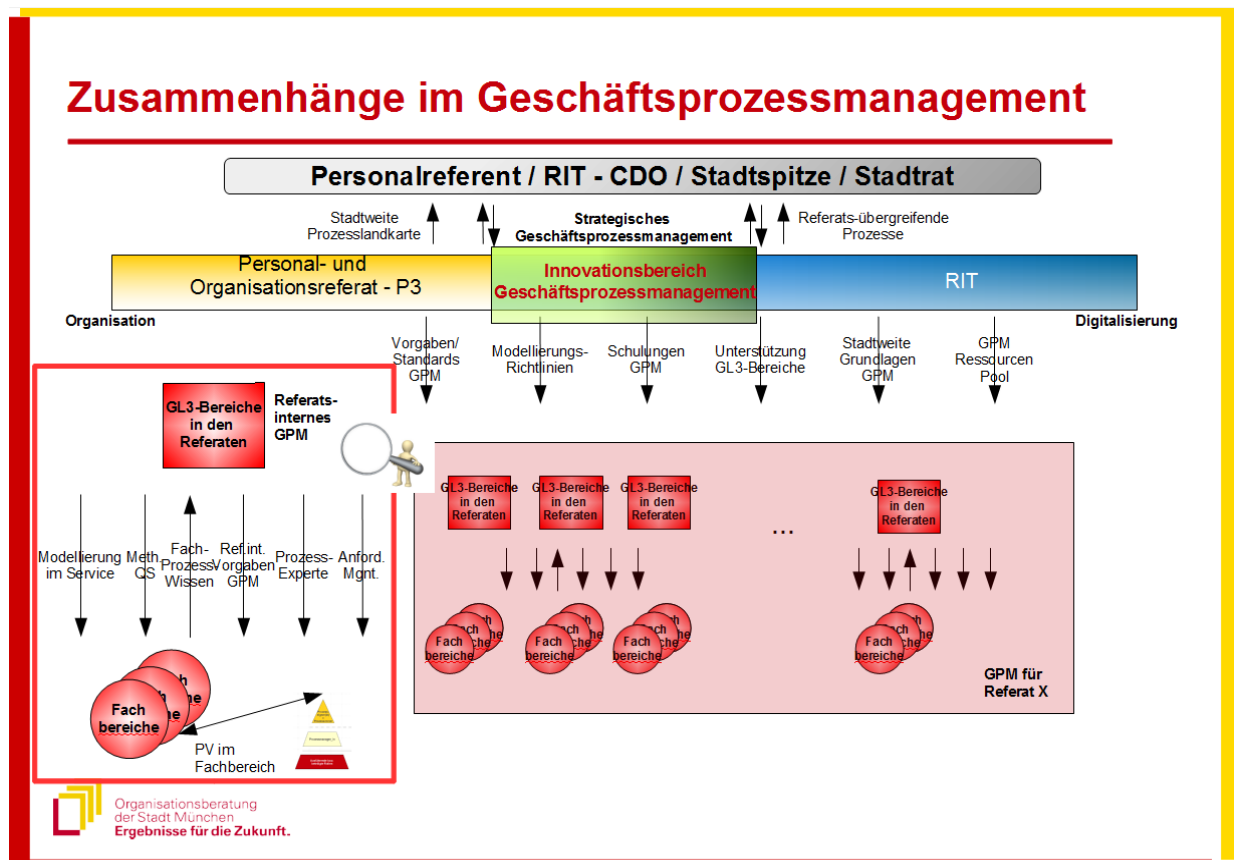 Zusammenhänge im Geschäftsprozessmanagement
Personalreferent / RIT - CDO / Stadtspitze / Stadtrat
Stadtweite
Prozesslandkarte
Strategisches
Geschäftsprozessmanagement
Referats-übergreifende
Prozesse
Personal- und
Organisationsreferat - P3
Innovationsbereich
Geschäftsprozessmanagement
RIT
Organisation
Digitalisierung
Vorgaben/
Standards
GPM
Modellierungs-
Richtlinien
Schulungen
GPM
Unterstützung
GL3-Bereiche
Stadtweite
Grundlagen
GPM
GPM
Ressourcen
Pool
GL3-Bereiche
in den
Referaten
Referats-
internes
GPM
Modellierung
im Service
Meth.
QS
Fach-
Prozess
Wissen
Ref.int.
Vorgaben
GPM
Prozess-
Experte
Anford.
Mgnt.
Fach
bereiche
PV im
Fachbereich
GL3-Bereiche
in den
Referaten
GL3-Bereiche
in den
Referaten
GL3-Bereiche
in den
Referaten
...
GL3-Bereiche
in den
Referaten
Fach
bereiche
Fach
bereiche
Fach
bereiche
Fach
bereiche
GPM für
Referat X
Organisationsberatung
der Stadt München
Ergebnisse für die Zukunft.